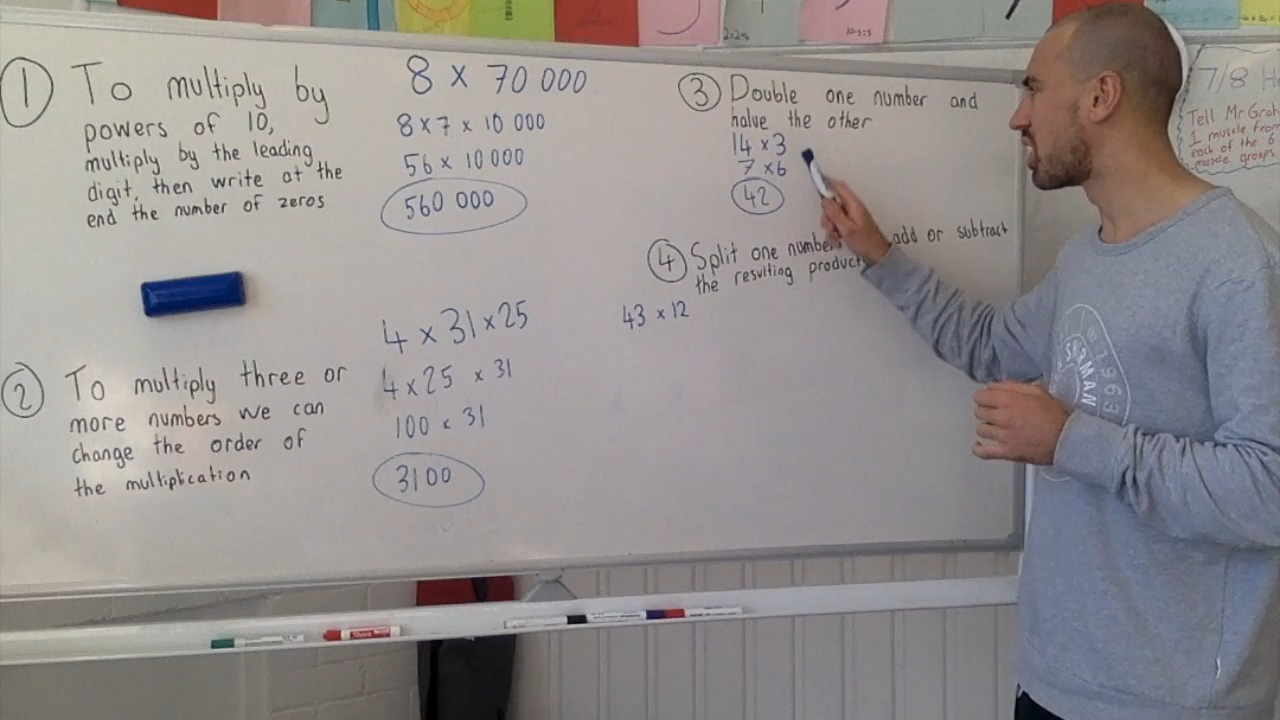 1
To multiply by
powers of 10,
multiply by the leading
digit, then write at the
end the number of zeros
8 x 70 000
8 x 7 x 10 000
56 x 10 000
560 000
2
To multiply three or
more numbers we can
change the order of
the multiplication
4 x 31 x 25
4 x 25 x 31
100 x 31
3100
3
Double one number and
halve the other
14 x 3
7 x 6
42
4
Split one number add or subtract
the resulting product
43 x 12
7/8 H
Tell Mr Grah
1 muscle from
each of the 6
muscle groups
1963
SHERMAN